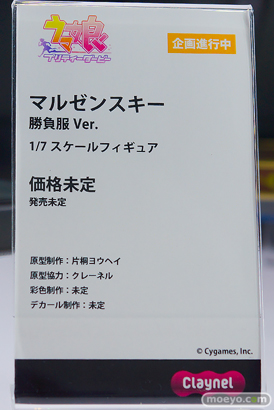 ウマ娘
プリティーダービー
企画進行中
マルゼンスキー
勝負服 Ver.
1/7 スケールフィギュア
価格未定
発売未定
原型制作：片桐ヨウヘイ
原型協力：クレーネル
彩色制作：未定
デカール制作：未定
© Cygames, Inc.
Claynel
moeyo.com